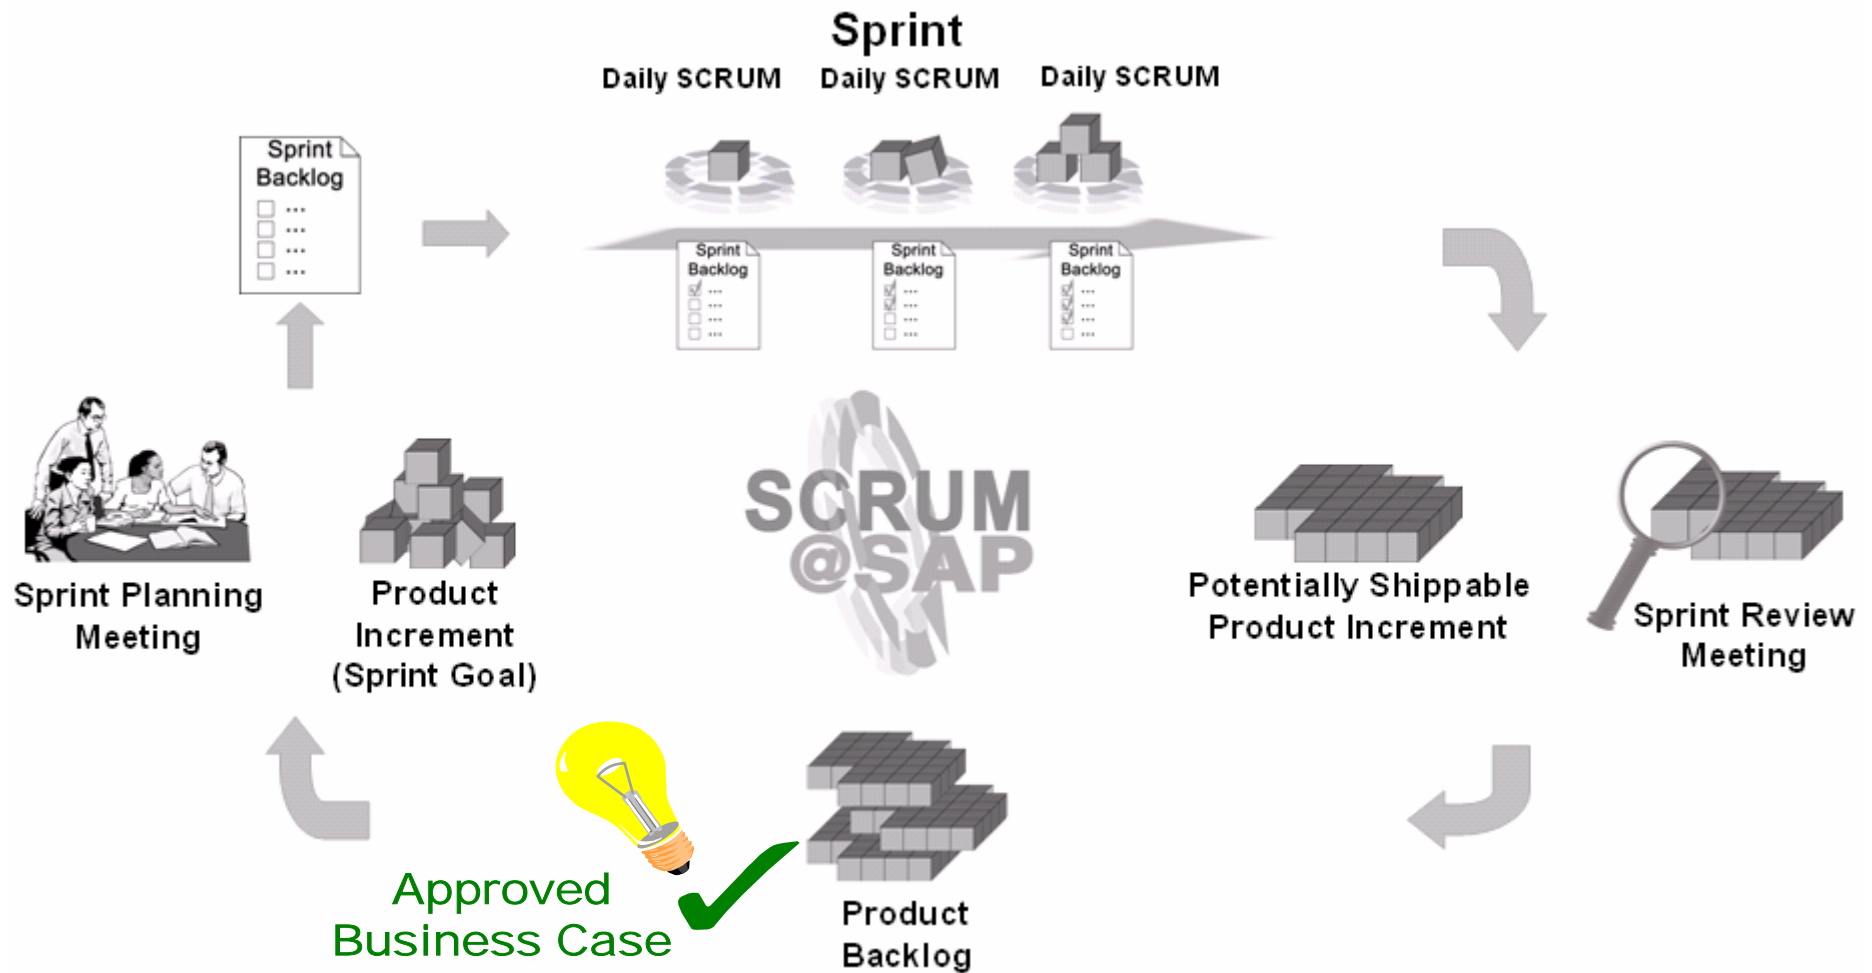 Sprint
Daily SCRUM
Daily SCRUM
Daily SCRUM
Sprint
Backlog
...
...
...
...
Sprint
Backlog
...
...
...
...
Sprint
Backlog
...
...
...
...
Sprint
Backlog
...
...
...
...
SCRUM
@SAP
Sprint Planning
Meeting
Product
Increment
(Sprint Goal)
Potentially Shippable
Product Increment
Sprint Review
Meeting
Approved
Business Case
Product
Backlog